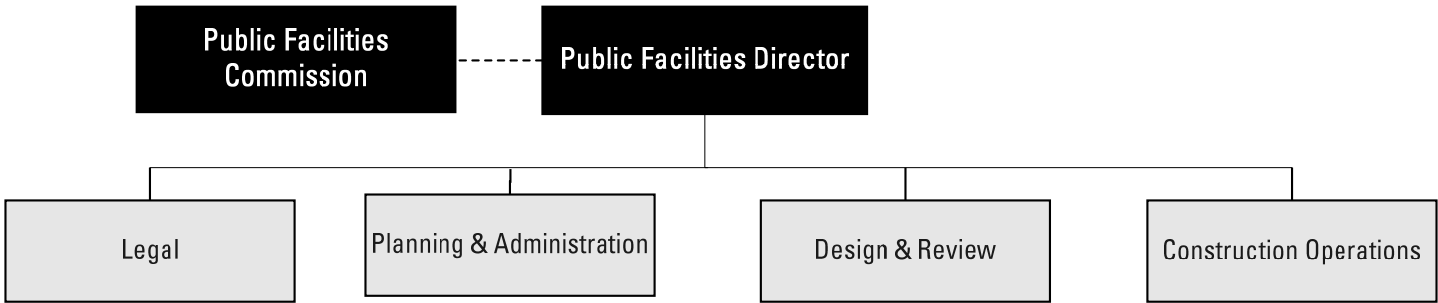 Public Facilities
Commission
Public Facilities Director
Legal
Planning & Administration
Design & Review
Construction Operations